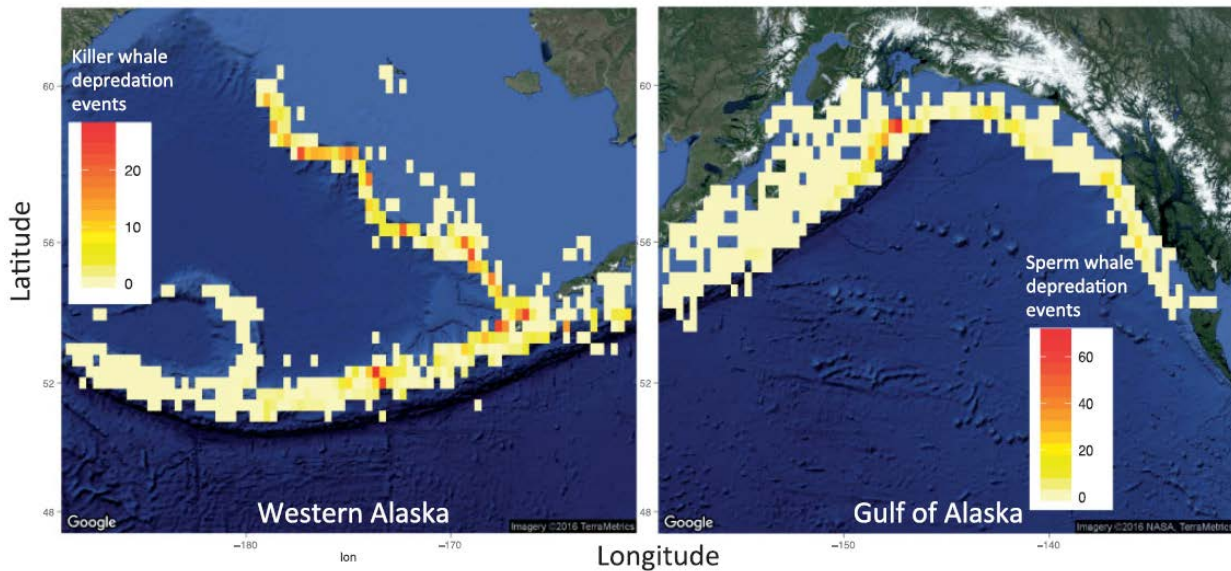 Killer whale
depredation
events
20
10
0
60
56
52
48
Latitude
Google
Western Alaska
Imagery ©2016 TerraMetrics
-180
-170
lon
Longitude
60
56
52
48
Sperm whale
depredation
events
60
40
20
0
Google
Gulf of Alaska
Imagery ©2016 NASA, TerraMetrics
-150
-140